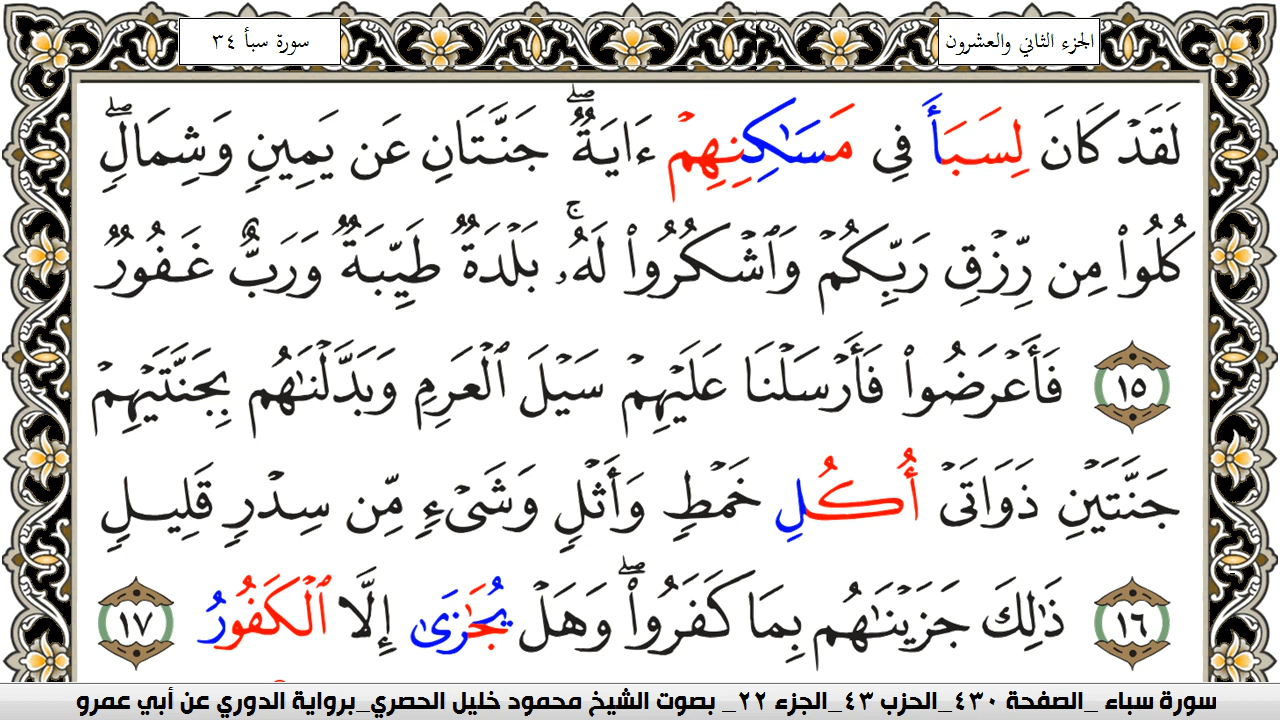 الجزء الثاني والعشرون
سورة سبأ ٣٤
لَقَدۡ كَانَ لِسَبَأَ فِي مَسَٰكِنِهِمۡ ءَايَةٌۖ جَنَّتَانِ عَن يَمِينٖ وَشِمَالٖۖ
كُلُواْ مِن رِّزۡقِ رَبِّكُمۡ وَٱشۡكُرُواْ لَهُۥۚ بَلۡدَةٞ طَيِّبَةٞ وَرَبٌّ غَفُورٞ
١٥ فَأَعۡرَضُواْ فَأَرۡسَلۡنَا عَلَيۡهِمۡ سَيۡلَ ٱلۡعَرِمِ وَبَدَّلۡنَٰهُم بِجَنَّتَيۡهِمۡ
جَنَّتَيۡنِ ذَوَاتَيۡ أُكُلِ خَمۡطٖ وَأَثۡلٖ وَشَيۡءٖ مِّن سِدۡرٖ قَلِيلٖ
١٦ ذَٰلِكَ جَزَيۡنَٰهُم بِمَا كَفَرُواْۖ وَهَلۡ يُجَٰزَىٰ إِلَّا ٱلۡكَفُورُ ١٧
سورة سباء _الصفحة ٤٣٠_الحزب ٤٣_الجزء ٢٢_ بصوت الشيخ محمود خليل الحصري_برواية الدوري عن أبي عمرو